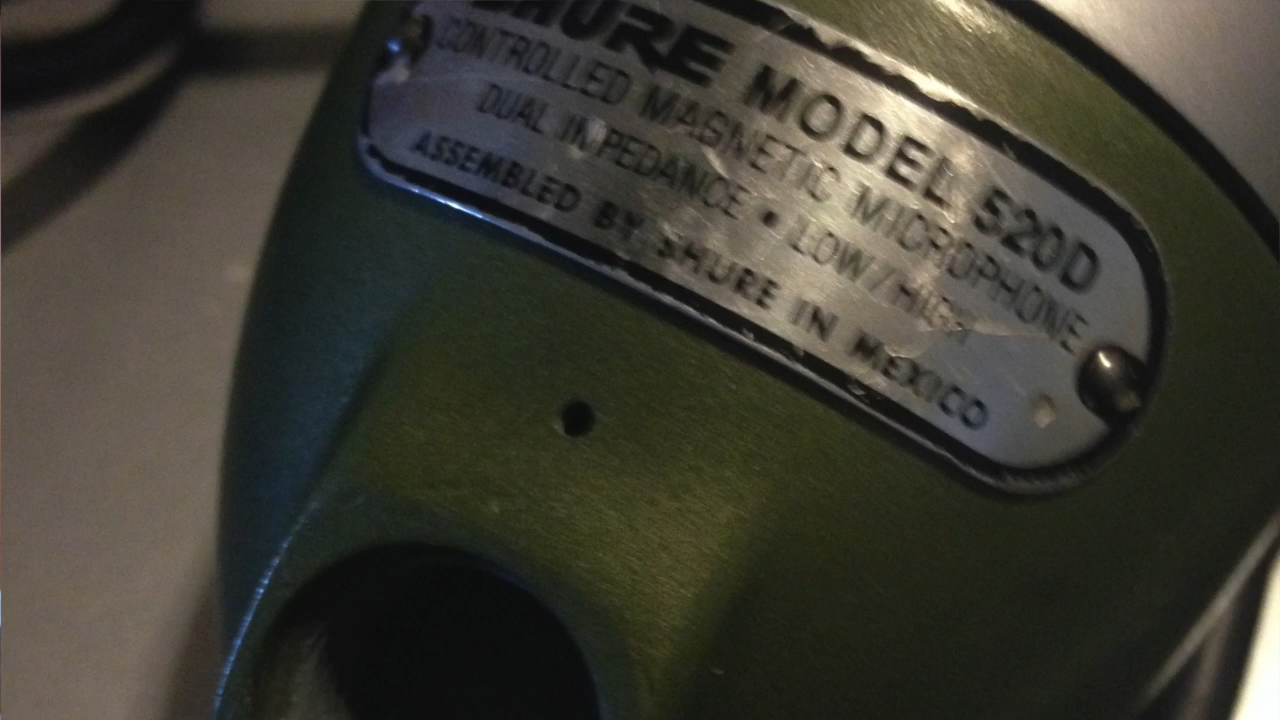 SHURE MODEL 520D
CONTROLLED MAGNETIC MICROPHONE
DUAL IMPEDANCE • LOW/HIGH
ASSEMBLED BY SHURE IN MEXICO